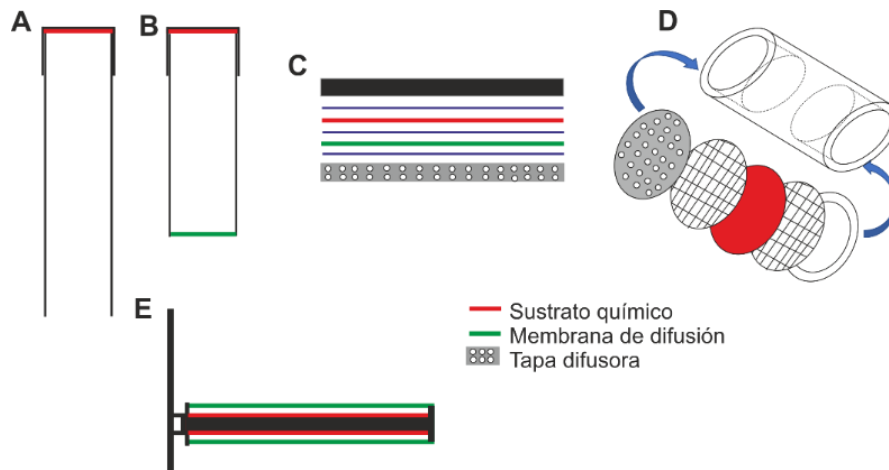 A
B
C
D
E
Sustrato químico
Membrana de difusión
Tapa difusora